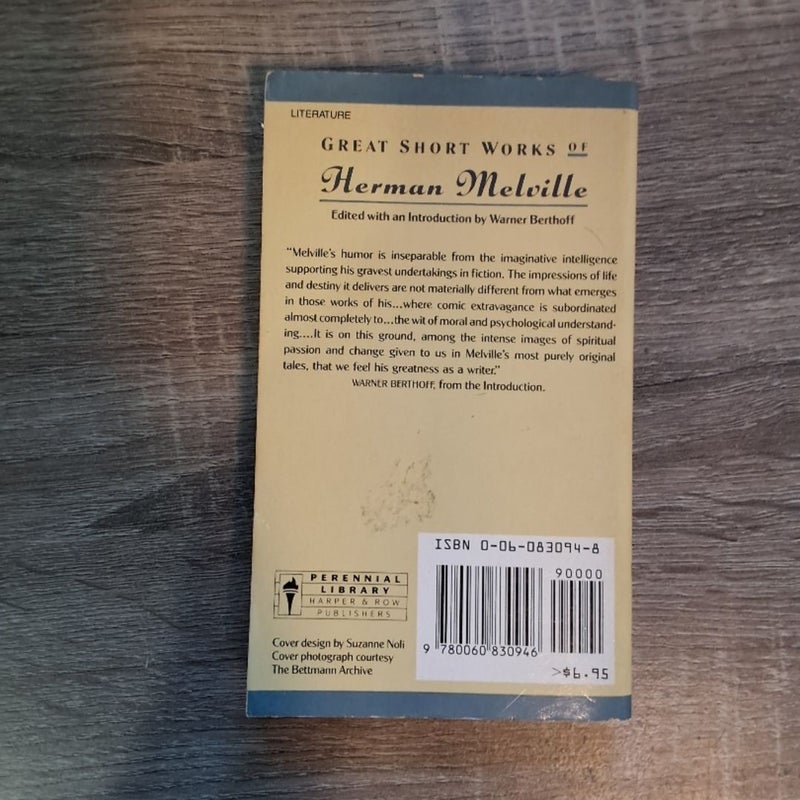 LITERATURE
GREAT SHORT WORKS OF
Herman Melville
Edited with an Introduction by Warner Berthoff
"Melville's humor is inseparable from the imaginative intelligence
supporting his gravest undertakings in fiction. The impressions of life
and destiny it delivers are not materially different from what emerges
in those works of his...where comic extravagance is subordinated
almost completely to...the wit of moral and psychological understand-
ing....It is on this ground, among the intense images of spiritual
passion and change given to us in Melville's most purely original
tales, that we feel his greatness as a writer."
WARNER BERTHOFF, from the Introduction.
PERENNIAL
LIBRARY
HARPER & ROW
PUBLISHERS
Cover design by Suzanne Noli
Cover photograph courtesy
The Bettmann Archive
ISBN 0-06-083094-8
90000
9 780060 830946
>$6.95